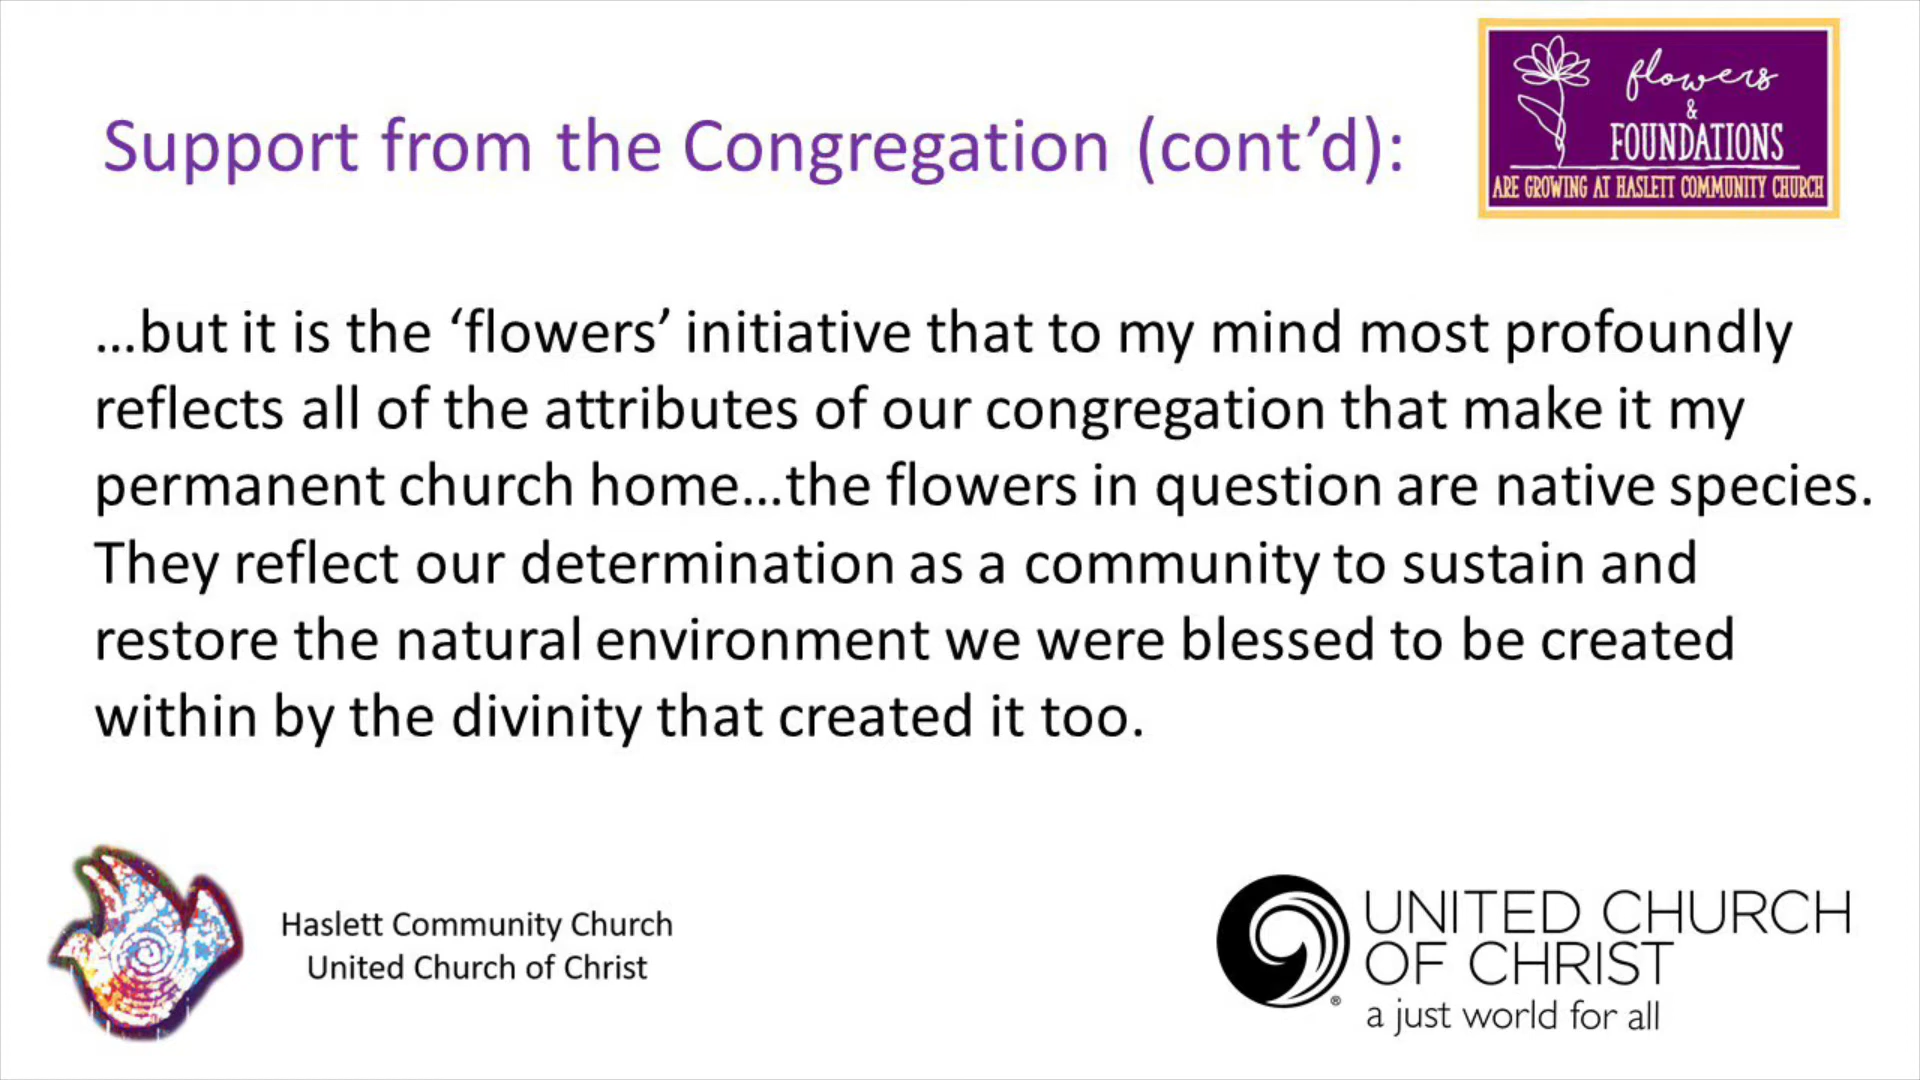 Support from the Congregation (cont’d):
flowers
&
FOUNDATIONS
ARE GROWING AT HASLETT COMMUNITY CHURCH
...but it is the ‘flowers’ initiative that to my mind most profoundly
reflects all of the attributes of our congregation that make it my
permanent church home...the flowers in question are native species.
They reflect our determination as a community to sustain and
restore the natural environment we were blessed to be created
within by the divinity that created it too.
Haslett Community Church
United Church of Christ
UNITED CHURCH
OF CHRIST
®
a just world for all